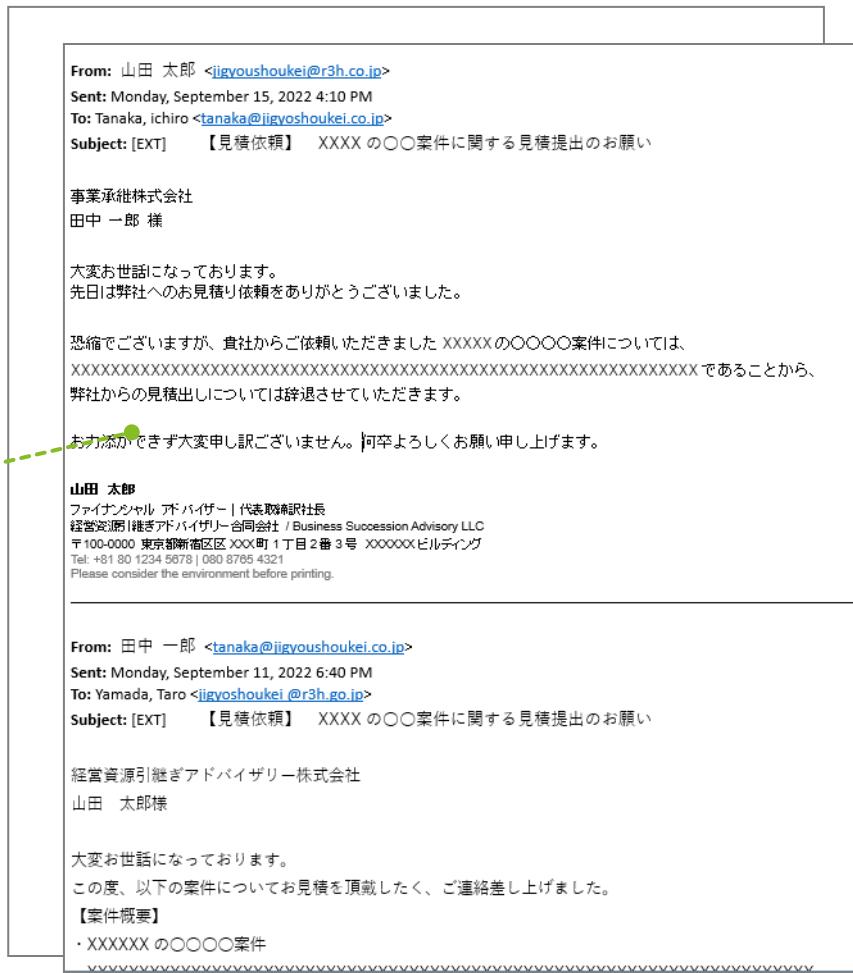 From: 山田 太郎 <jigyoushoukei@r3h.co.jp>
Sent: Monday, September 15, 2022 4:10 PM
To: Tanaka, ichiro <tanaka@jigyoshoukei.co.jp>
Subject: [EXT] 【見積依頼】 XXXX の〇〇案件に関する見積提出のお願い
事業承継株式会社
田中 一郎 様
大変お世話になっております。
先日は弊社へのお見積り依頼をありがとうございました。
恐縮でございますが、貴社からご依頼いただきました XXXXX の〇〇〇〇案件については、
XXXXXXXXXXXXXXXXXXXXXXXXXXXXXXXXXXXXXXXXXXXXXXXXXXXXXXXXXXXXXXX であることから、
弊社からの見積出しについては辞退させていただきます。
お力添ができず大変申し訳ございません。何卒よろしくお願い申し上げます。
山田 太郎
ファイナンシャル アドバイザー | 代表取締訳社長
経営資源引継ぎアドバイザリー合同会社 / Business Succession Advisory LLC
〒100-0000 東京都新宿区区 XXX町 1 丁目 2 番 3 号 XXXXXX ビルディング
Tel: +81 80 1234 5678 | 080 8765 4321
Please consider the environment before printing.
From: 田中 一郎 <tanaka@jigyoushoukei.co.jp>
Sent: Monday, September 11, 2022 6:40 PM
To: Yamada, Taro <jigyoshoukei @r3h.go.jp>
Subject: [EXT] 【見積依頼】 XXXX の〇〇案件に関する見積提出のお願い
経営資源引継ぎアドバイザリー株式会社
山田 太郎様
大変お世話になっております。
この度、以下の案件についてお見積を頂戴したく、ご連絡差し上げました。
【案件概要】
・XXXXXX の〇〇〇〇案件